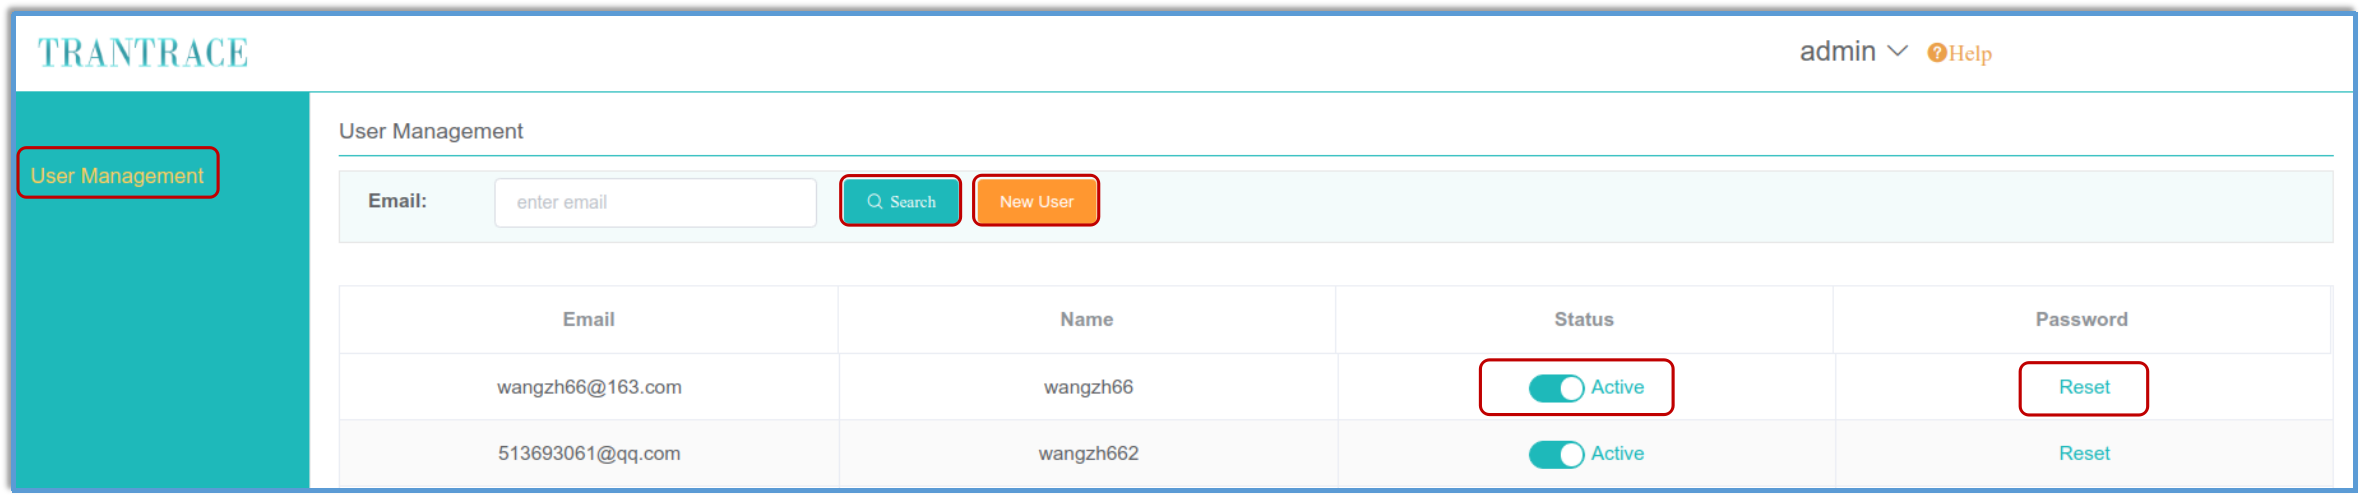 TRANTRACE
admin
?Help
User Management
User Management
Email:
enter email
Search
New User
Email Name Status Password
wangzh66@163.com wangzh66 Active Reset
513693061@qq.com wangzh662 Active Reset